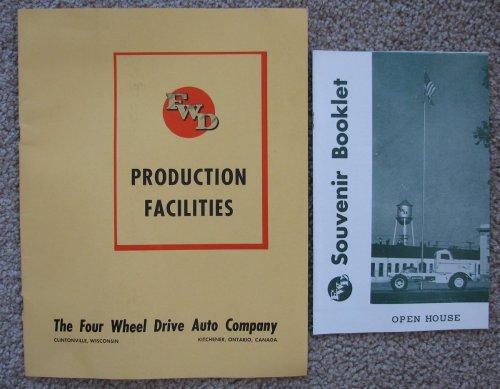 FWD
PRODUCTION
FACILITIES
The Four Wheel Drive Auto Company
CLINTONVILLE, WISCONSIN KITCHENER, ONTARIO, CANADA
FWD Souvenir Booklet
OPEN HOUSE